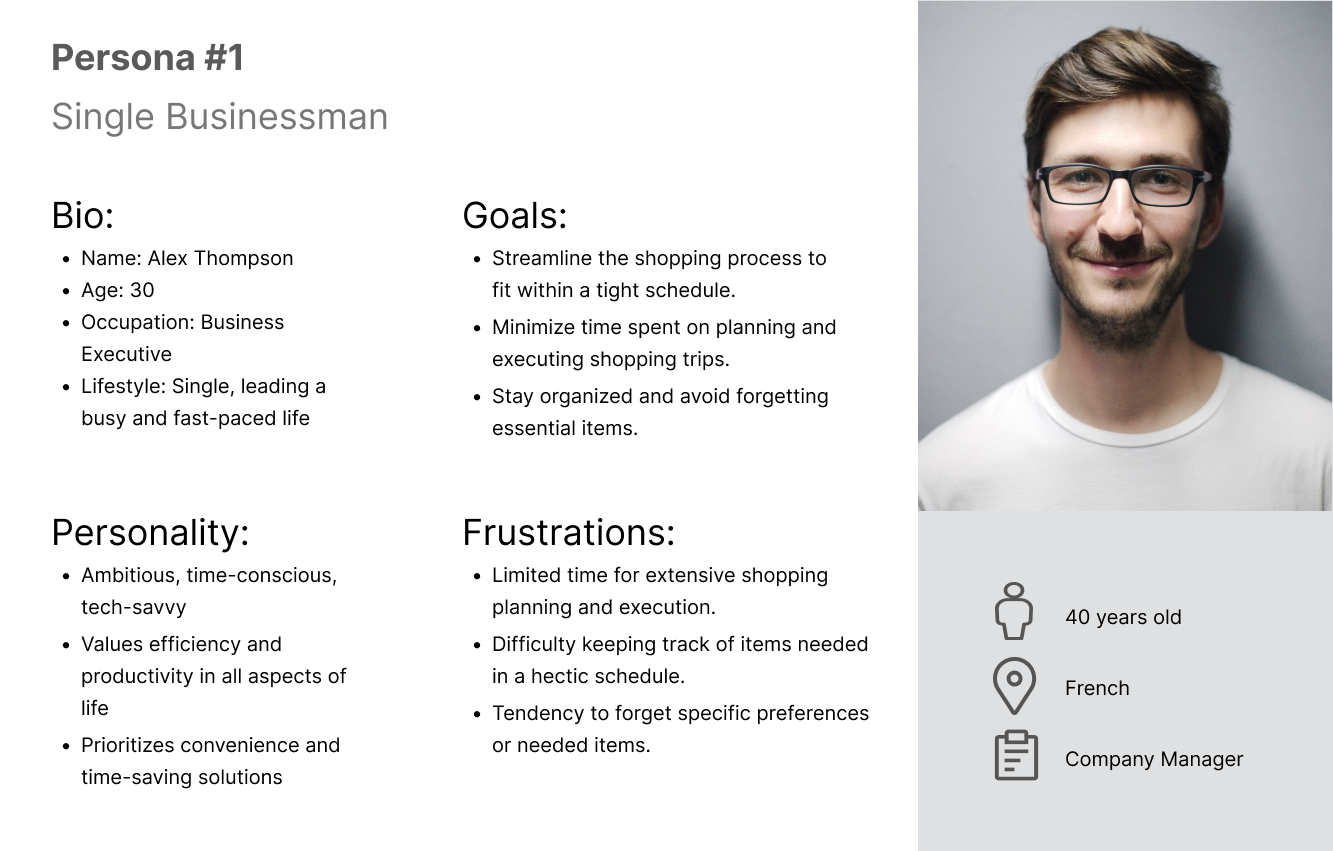 Persona #1
Single Businessman
Bio:
• Name: Alex Thompson
• Age: 30
• Occupation: Business
Executive
• Lifestyle: Single, leading a
busy and fast-paced life
Goals:
• Streamline the shopping process to
fit within a tight schedule.
• Minimize time spent on planning and
executing shopping trips.
• Stay organized and avoid forgetting
essential items.
Personality:
• Ambitious, time-conscious,
tech-savvy
• Values efficiency and
productivity in all aspects of
life
• Prioritizes convenience and
time-saving solutions
Frustrations:
• Limited time for extensive shopping
planning and execution.
• Difficulty keeping track of items needed
in a hectic schedule.
• Tendency to forget specific preferences
or needed items.
40 years old
French
Company Manager